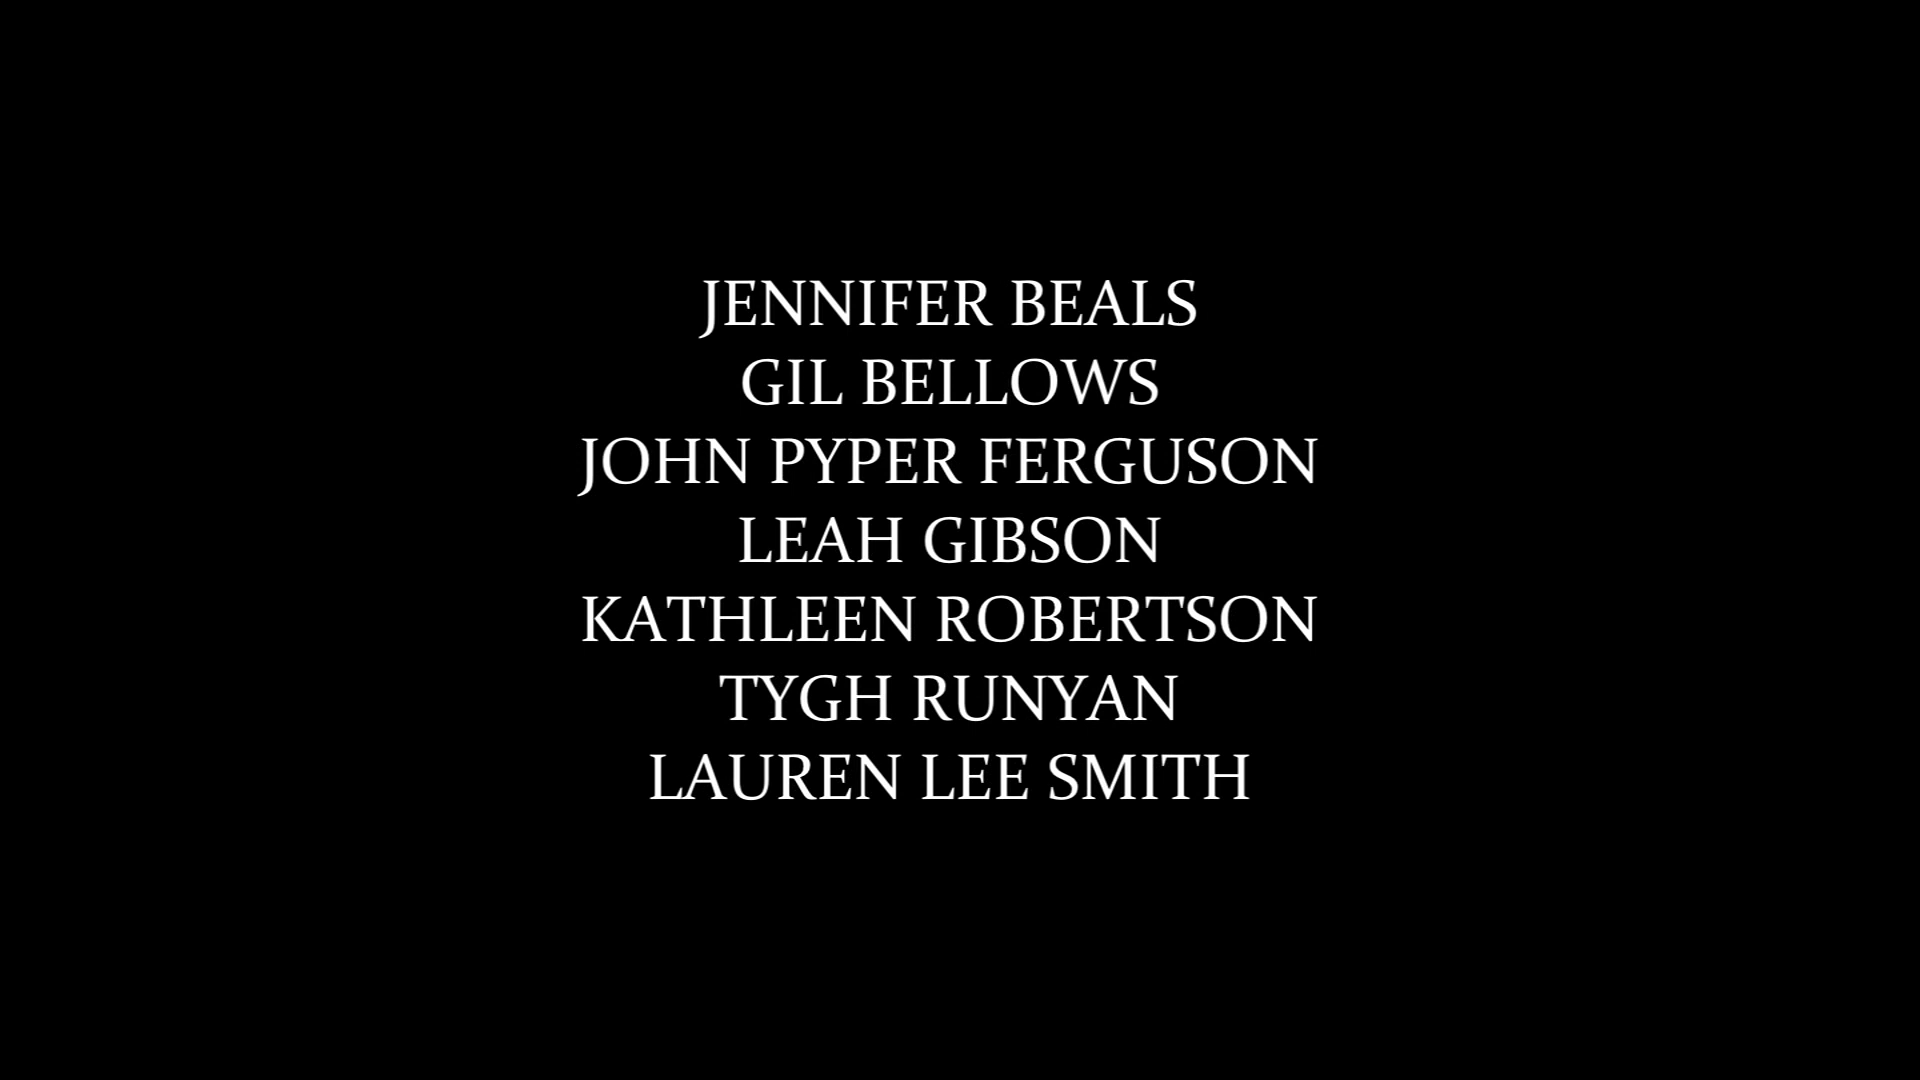 JENNIFER BEALS
GIL BELLOWS
JOHN PYPER FERGUSON
LEAH GIBSON
KATHLEEN ROBERTSON
TYGH RUNYAN
LAUREN LEE SMITH